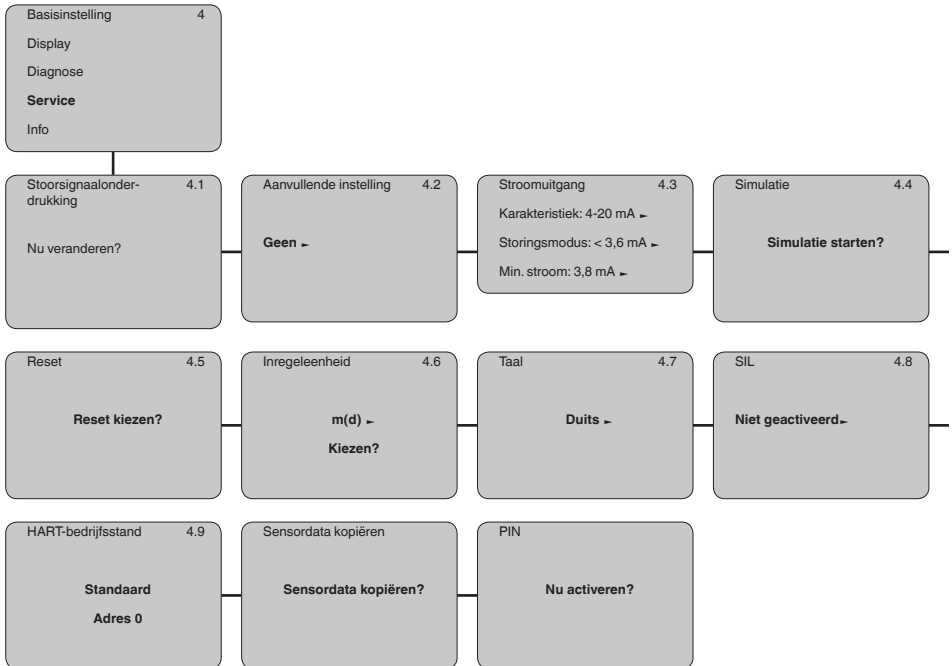 Basisinstelling 4
Display
Diagnose
Service
Info
Stoorsignaalonder-
drukking 4.1
Nu veranderen?
Aanvullende instelling 4.2
Geen ►
Stroomuitgang 4.3
Karakteristiek: 4-20 mA ►
Storingsmodus: < 3,6 mA ►
Min. stroom: 3,8 mA ►
Simulatie 4.4
Simulatie starten?
Reset 4.5
Reset kiezen?
Inregeleenheid 4.6
m(d) ►
Kiezen?
Taal 4.7
Duits ►
SIL 4.8
Niet geactiveerd►
HART-bedrijfsstand 4.9
Standaard
Adres 0
Sensordata kopiëren
Sensordata kopiëren?
PIN
Nu activeren?